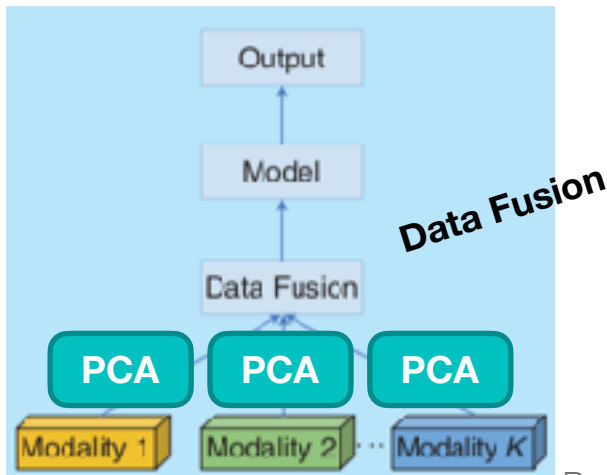 Output
Model
Data Fusion
Data Fusion
PCA PCA PCA
Modality 1 Modality 2 ... Modality K